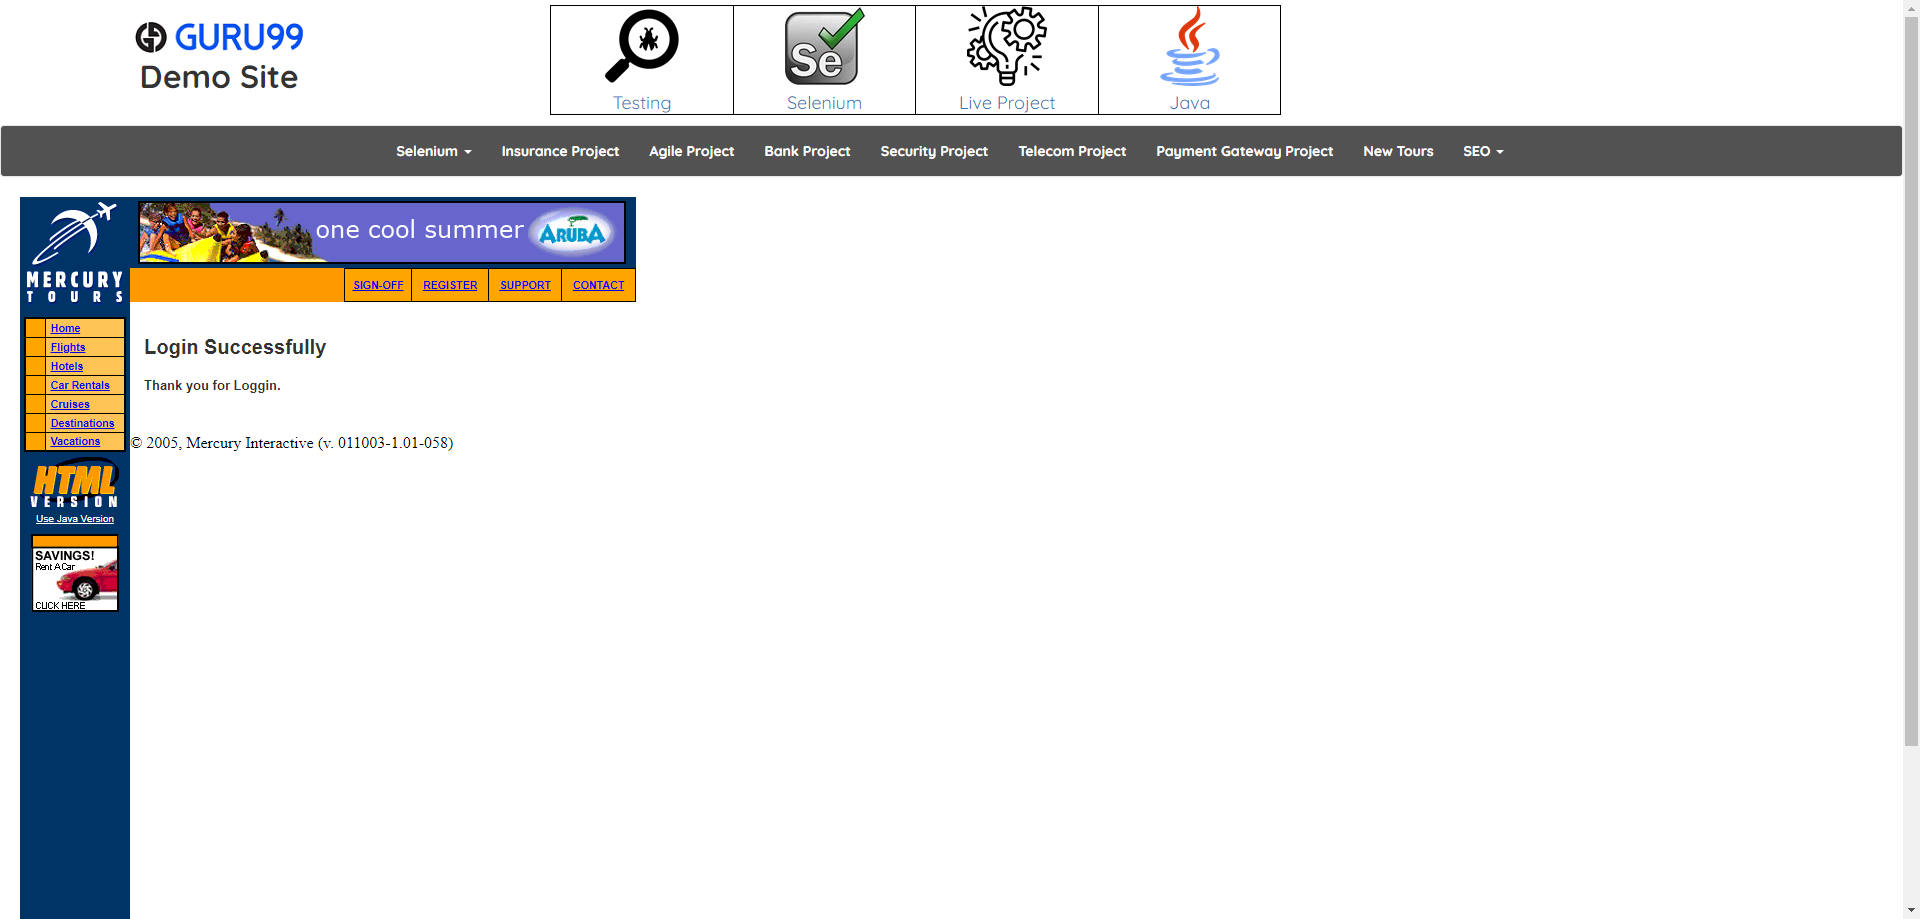 GURU99
Demo Site
Testing
Selenium
Live Project
Java
Selenium
Insurance Project
Agile Project
Bank Project
Security Project
Telecom Project
Payment Gateway Project
New Tours
SEO
MERCURY
TOURS
one cool summer
ARUBA
SIGN-OFF
REGISTER
SUPPORT
CONTACT
Home
Flights
Hotels
Car Rentals
Cruises
Destinations
Vacations
Login Successfully
Thank you for Loggin.
© 2005, Mercury Interactive (v. 011003-1.01-058)
HTML
VERSION
Use Java Version
SAVINGS!
Rent A Car
CLICK HERE